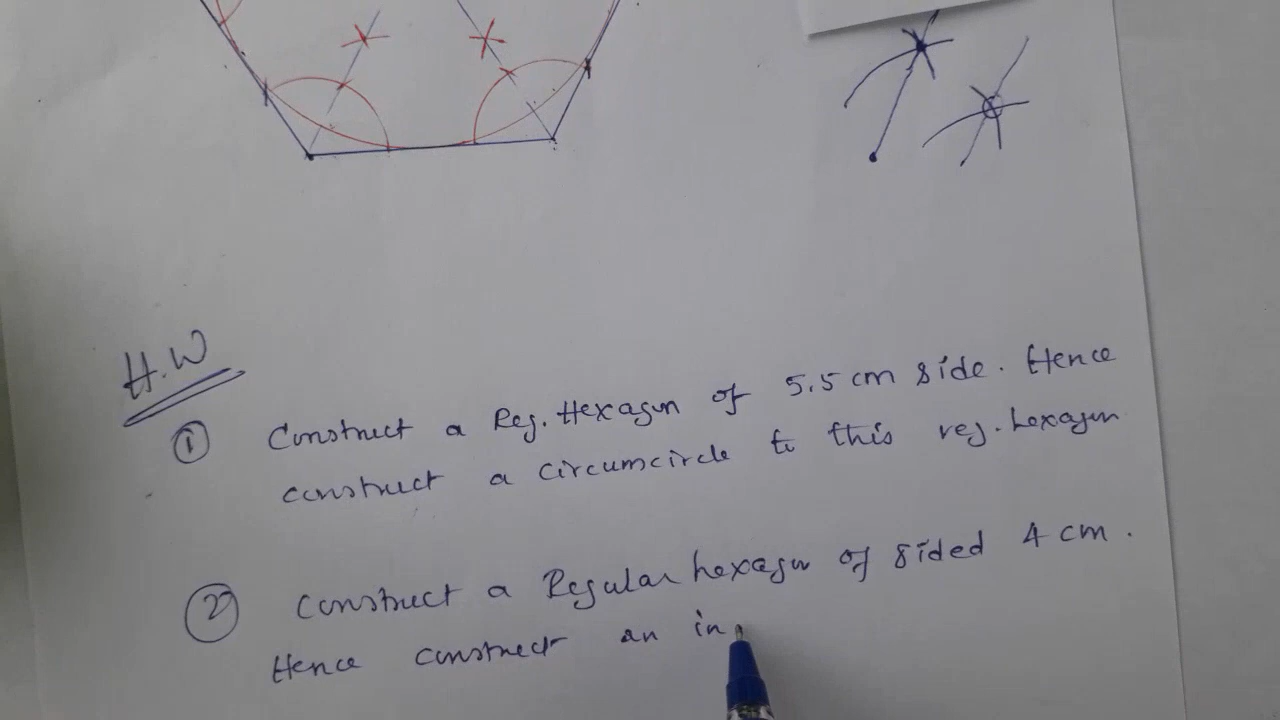 H.W
① Construct a Reg. Hexagon of 5.5 cm side. Hence
construct a circumcircle to this reg. hexagon
② Construct a Regular hexagon of sided 4 cm.
Hence construct an in